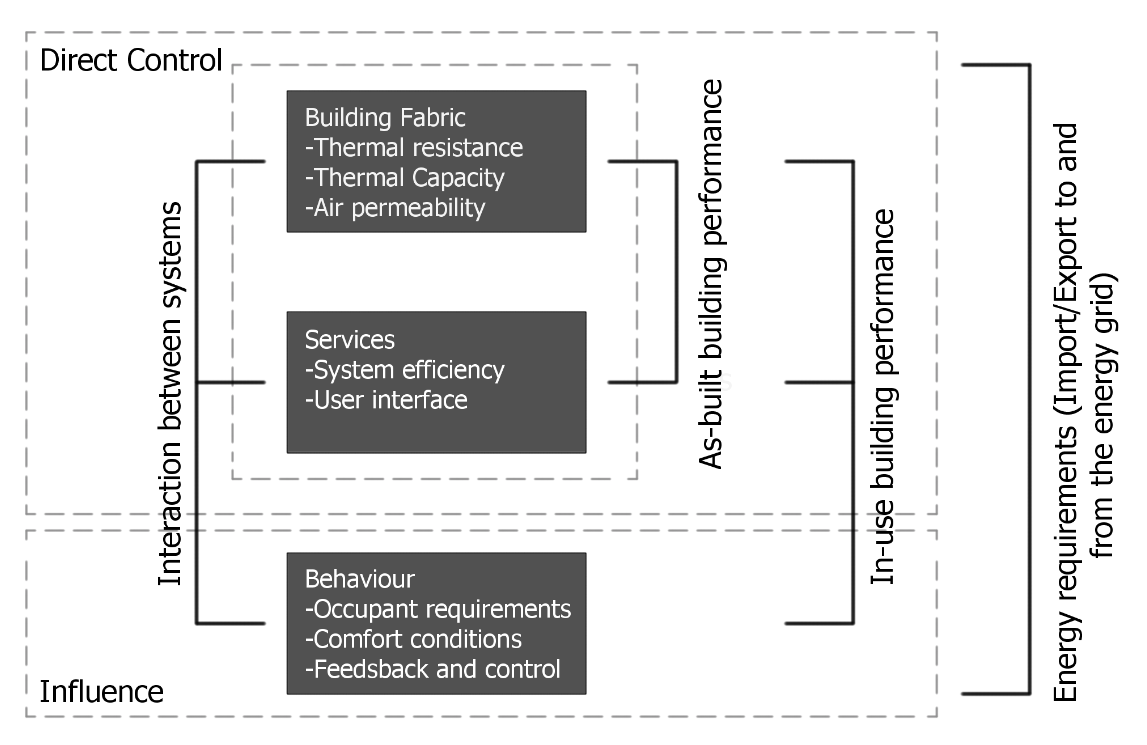 Direct Control
Building Fabric
-Thermal resistance
-Thermal Capacity
-Air permeability
Services
-System efficiency
-User interface
Behaviour
-Occupant requirements
-Comfort conditions
-Feedsback and control
Influence
Interaction between systems
As-built building performance
In-use building performance
Energy requirements (Import/Export to and
from the energy grid)